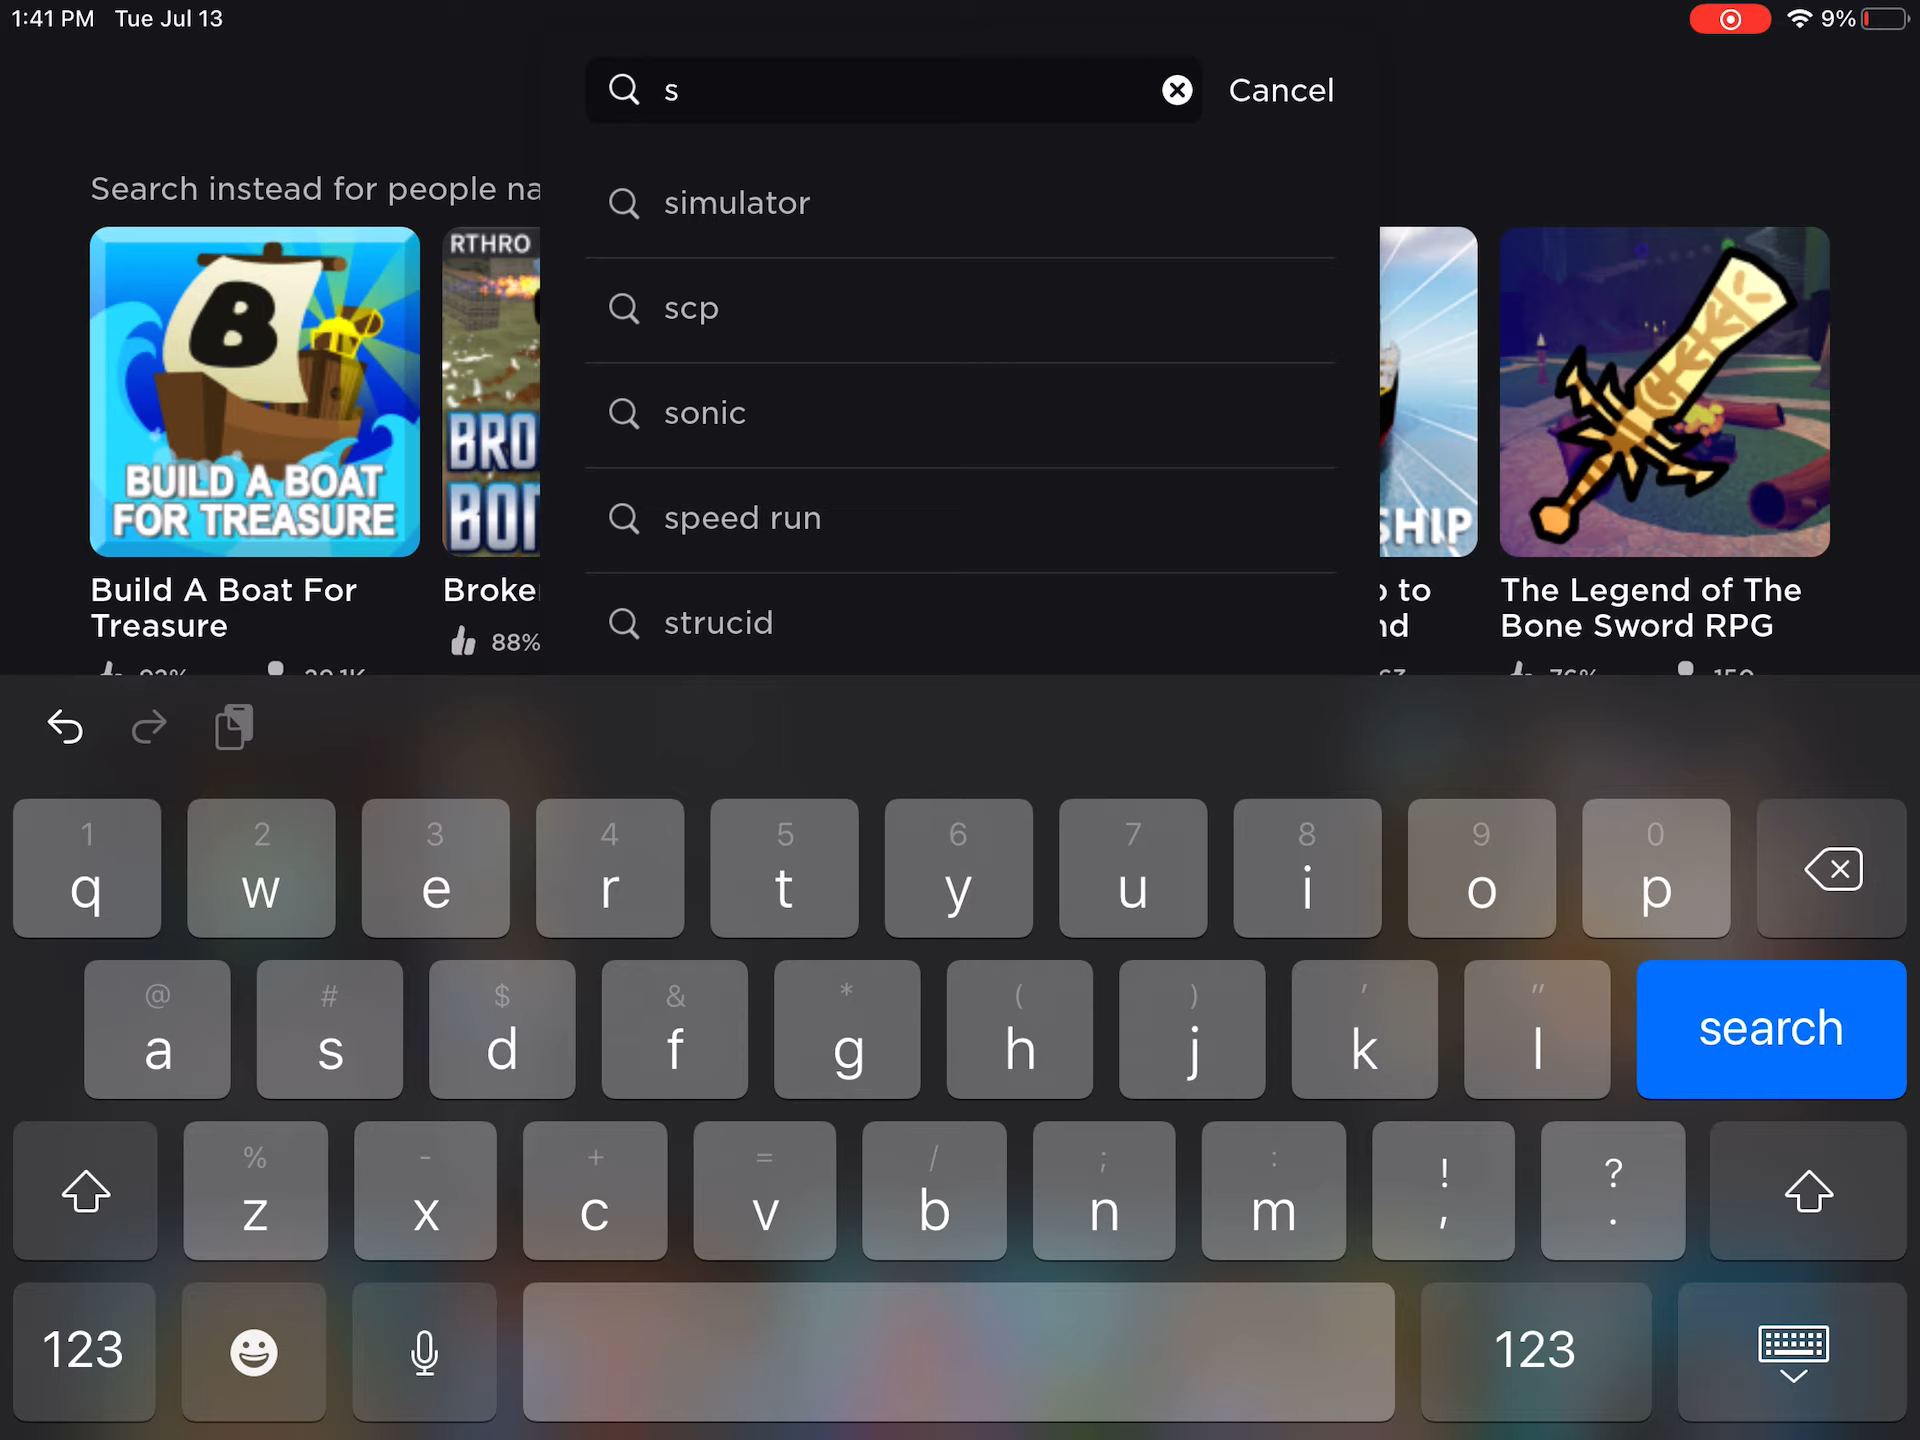 1:41 PM Tue Jul 13
9%
s
Cancel
Search instead for people na
simulator
scp
sonic
speed run
strucid
B
BUILD A BOAT
FOR TREASURE
RTHRO
BRO
BO
SHIP
Build A Boat For
Treasure
Broke
88%
o to
nd
The Legend of The
Bone Sword RPG
1 2 3 4 5 6 7 8 9 0
q w e r t y u i o p
@ # $ & * ( ) ' "
a s d f g h j k l search
% - + = / ; : ! ?
z x c v b n m , .
123 123